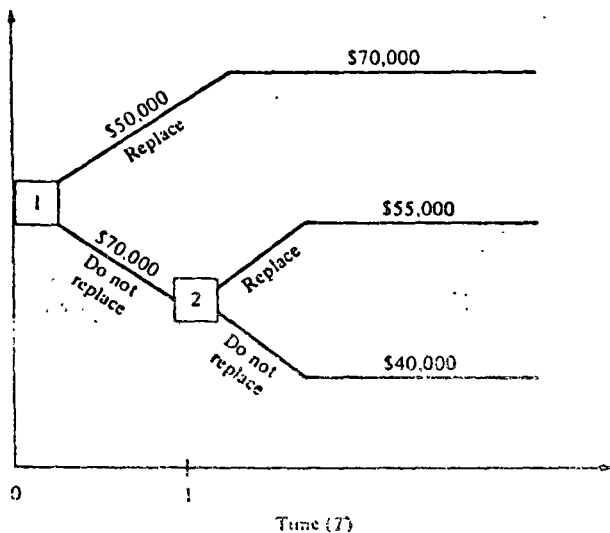 $70,000
$50,000
Replace
1
$70,000
Do not
replace
$55,000
2
Replace
Do not
replace
$40,000
0
1
Time (T)